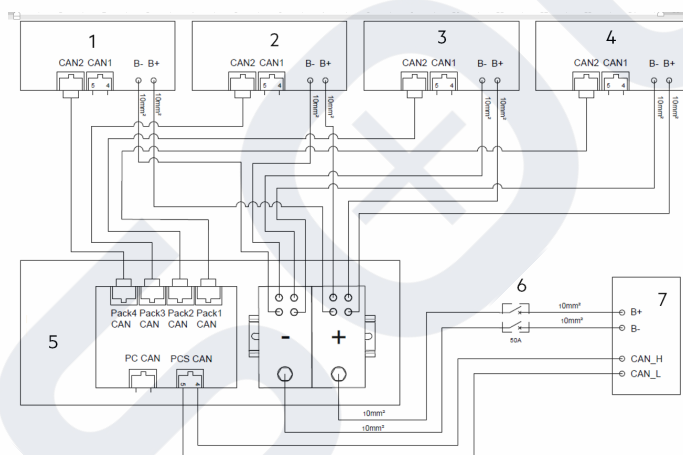 1
2
3
4
CAN2 CAN1 B- B+
CAN2 CAN1 B- B+
CAN2 CAN1 B- B+
CAN2 CAN1 B- B+
5 4
5 4
5 4
5 4
10mm²
10mm²
10mm²
10mm²
10mm²
10mm²
10mm²
10mm²
5
Pack4 CAN
Pack3 CAN
Pack2 CAN
Pack1 CAN
PC CAN
PCS CAN
5 4
-
+
6
10mm²
10mm²
50A
7
B+
B-
CAN_H
CAN_L
10mm²
10mm²